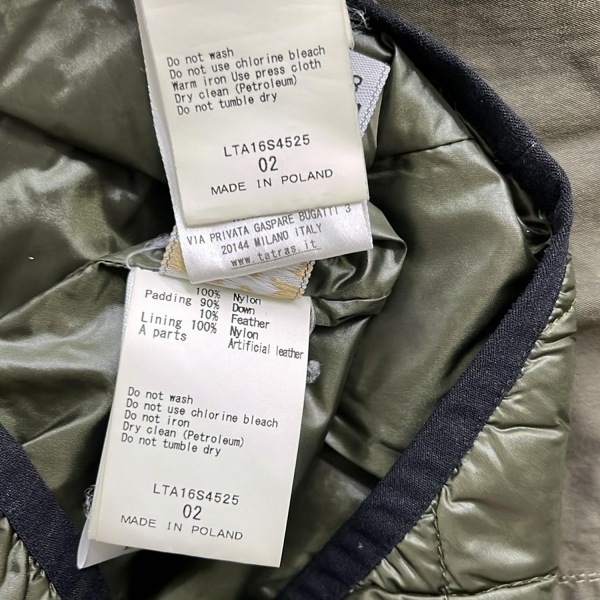 Do not wash
Do not use chlorine bleach
Warm iron Use press cloth
Dry clean (Petroleum)
Do not tumble dry
LTA16S4525
02
MADE IN POLAND
VIA PRIVATA GASPARE BUGATTI 3
20144 MILANO ITALY
www.tatras.it
100% Nylon
Padding 90% Down
10% Feather
Lining 100% Nylon
A parts Artificial leather
Do not wash
Do not use chlorine bleach
Do not iron
Dry clean (Petroleum)
Do not tumble dry
LTA16S4525
02
MADE IN POLAND